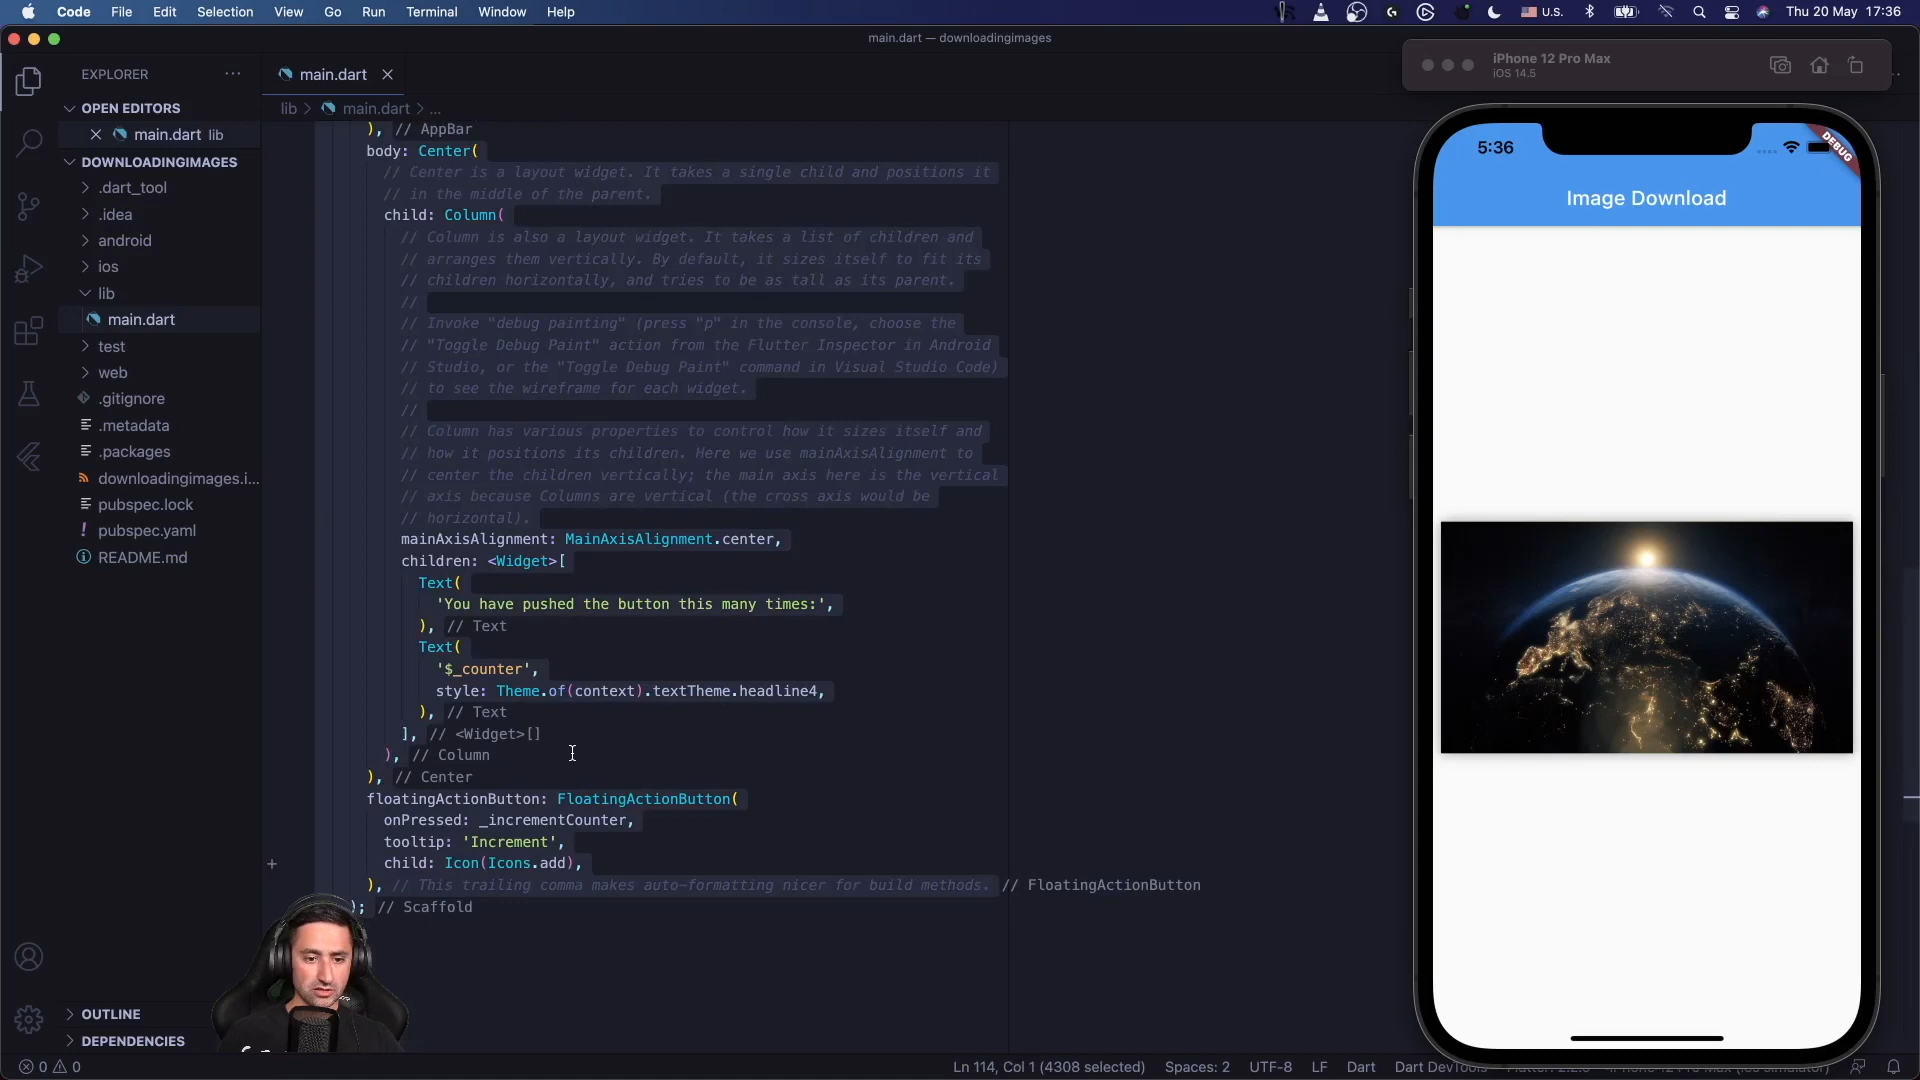 Code File Edit Selection View Go Run Terminal Window Help
U.S. Thu 20 May 17:36
main.dart — downloadingimages
EXPLORER ···
OPEN EDITORS
main.dart lib
DOWNLOADINGIMAGES
.dart_tool
.idea
android
ios
lib
main.dart
test
web
.gitignore
.metadata
.packages
downloadingimages.i...
pubspec.lock
pubspec.yaml
README.md
OUTLINE
DEPENDENCIES
main.dart
lib > main.dart > ...
), // AppBar
body: Center(
// Center is a layout widget. It takes a single child and positions it
// in the middle of the parent.
child: Column(
// Column is also a layout widget. It takes a list of children and
// arranges them vertically. By default, it sizes itself to fit its
// children horizontally, and tries to be as tall as its parent.
//
// Invoke "debug painting" (press "p" in the console, choose the
// "Toggle Debug Paint" action from the Flutter Inspector in Android
// Studio, or the "Toggle Debug Paint" command in Visual Studio Code)
// to see the wireframe for each widget.
//
// Column has various properties to control how it sizes itself and
// how it positions its children. Here we use mainAxisAlignment to
// center the children vertically; the main axis here is the vertical
// axis because Columns are vertical (the cross axis would be
// horizontal).
mainAxisAlignment: MainAxisAlignment.center,
children: <Widget>[
Text(
'You have pushed the button this many times:',
), // Text
Text(
'$_counter',
style: Theme.of(context).textTheme.headline4,
), // Text
], // <Widget>[]
), // Column
), // Center
floatingActionButton: FloatingActionButton(
onPressed: _incrementCounter,
tooltip: 'Increment',
child: Icon(Icons.add),
), // This trailing comma makes auto-formatting nicer for build methods. // FloatingActionButton
); // Scaffold
iPhone 12 Pro Max
iOS 14.5
5:36
DEBUG
Image Download
0 0
Ln 114, Col 1 (4308 selected) Spaces: 2 UTF-8 LF Dart Dart DevTools